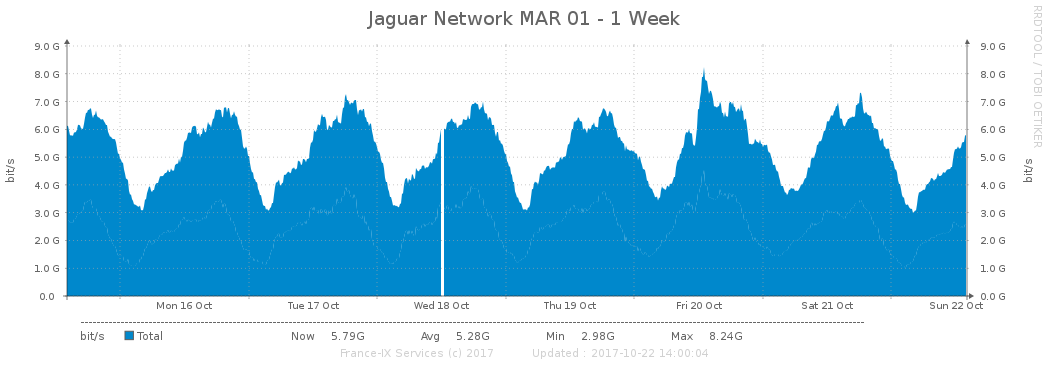 Jaguar Network MAR 01 - 1 Week
RRDTOOL / TOBI OETIKER
9.0 G 9.0 G
8.0 G 8.0 G
7.0 G 7.0 G
6.0 G 6.0 G
5.0 G 5.0 G
4.0 G 4.0 G
3.0 G 3.0 G
2.0 G 2.0 G
1.0 G 1.0 G
0.0 0.0 G
bit/s
bit/s
Mon 16 Oct Tue 17 Oct Wed 18 Oct Thu 19 Oct Fri 20 Oct Sat 21 Oct Sun 22 Oct
bit/s Total Now 5.79G Avg 5.28G Min 2.98G Max 8.24G
France-IX Services (c) 2017 Updated : 2017-10-22 14:00:04